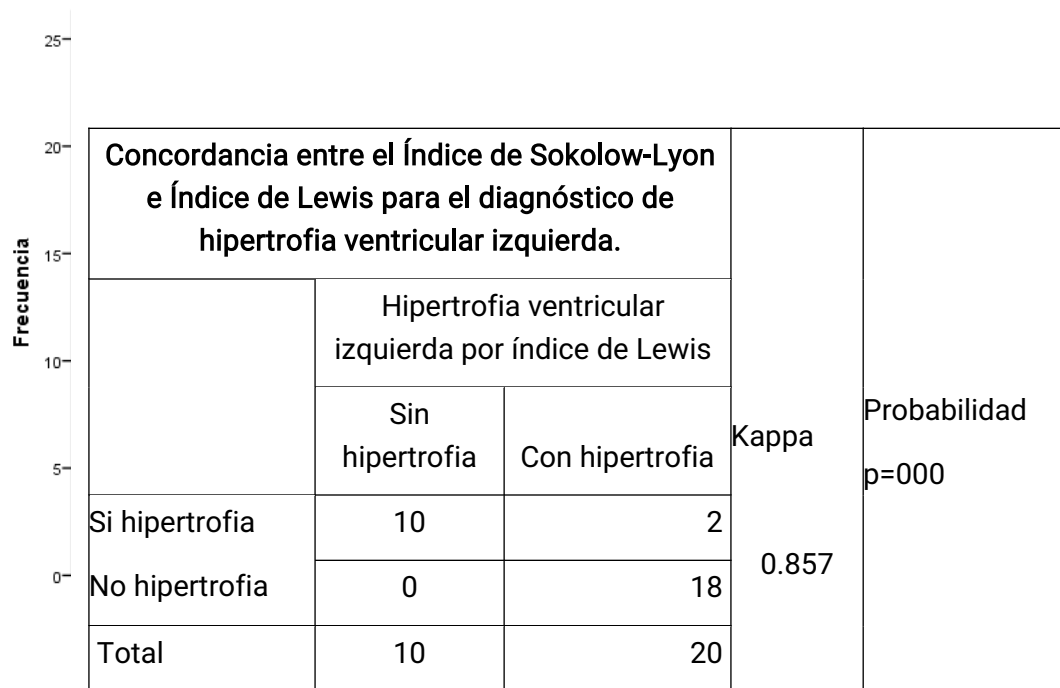 25
20
15
10
5
0
Frecuencia
Concordancia entre el Índice de Sokolow-Lyon
e Índice de Lewis para el diagnóstico de
hipertrofia ventricular izquierda.
Hipertrofia ventricular
izquierda por índice de Lewis
Sin
hipertrofia
Con hipertrofia
Kappa
Probabilidad
p=000
Si hipertrofia 10 2
0.857
No hipertrofia 0 18
Total 10 20